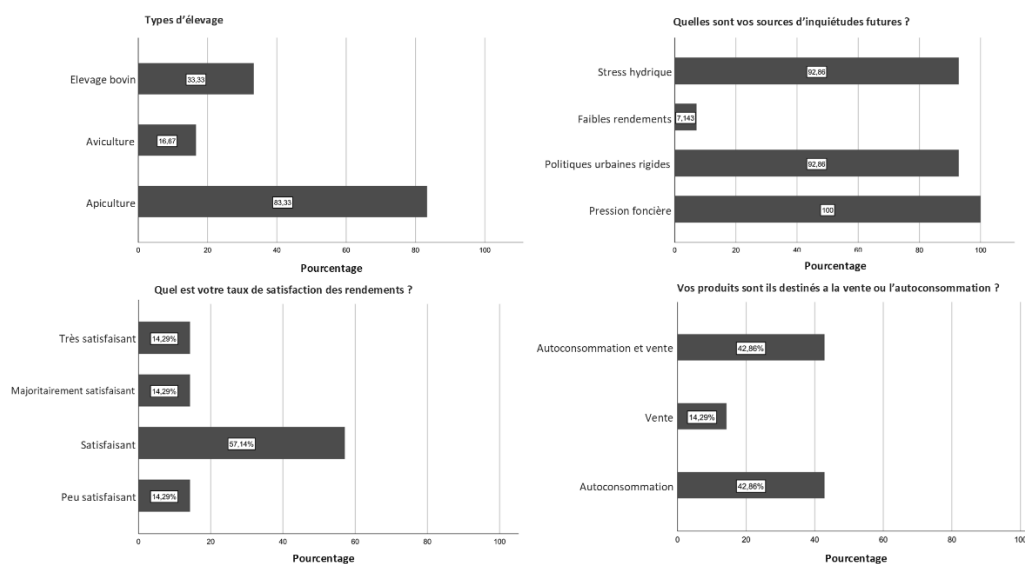 Types d'élevage
Elevage bovin
33,33
Aviculture
16,67
Apiculture
83,33
0 20 40 60 80 100
Pourcentage
Quelles sont vos sources d'inquiétudes futures ?
Stress hydrique
92,86
Faibles rendements
7,143
Politiques urbaines rigides
92,86
Pression foncière
100
0 20 40 60 80 100
Pourcentage
Quel est votre taux de satisfaction des rendements ?
Très satisfaisant
14,29%
Majoritairement satisfaisant
14,29%
Satisfaisant
57,14%
Peu satisfaisant
14,29%
0 20 40 60 80 100
Pourcentage
Vos produits sont ils destinés a la vente ou l'autoconsommation ?
Autoconsommation et vente
42,86%
Vente
14,29%
Autoconsommation
42,86%
0 20 40 60 80 100
Pourcentage